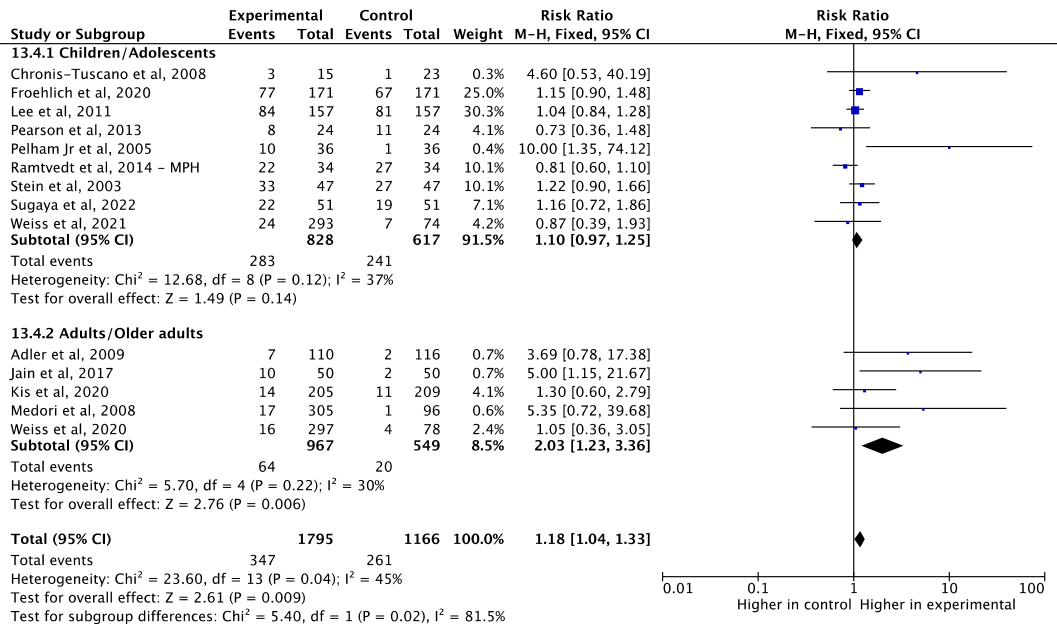 Experimental Control Risk Ratio Risk Ratio
Study or Subgroup Events Total Events Total Weight M-H, Fixed, 95% CI M-H, Fixed, 95% CI
13.4.1 Children/Adolescents
Chronis-Tuscano et al, 2008 3 15 1 23 0.3% 4.60 [0.53, 40.19]
Froehlich et al, 2020 77 171 67 171 25.0% 1.15 [0.90, 1.48]
Lee et al, 2011 84 157 81 157 30.3% 1.04 [0.84, 1.28]
Pearson et al, 2013 8 24 11 24 4.1% 0.73 [0.36, 1.48]
Pelham Jr et al, 2005 10 36 1 36 0.4% 10.00 [1.35, 74.12]
Ramtvedt et al, 2014 - MPH 22 34 27 34 10.1% 0.81 [0.60, 1.10]
Stein et al, 2003 33 47 27 47 10.1% 1.22 [0.90, 1.66]
Sugaya et al, 2022 22 51 19 51 7.1% 1.16 [0.72, 1.86]
Weiss et al, 2021 24 293 7 74 4.2% 0.87 [0.39, 1.93]
Subtotal (95% CI) 828 617 91.5% 1.10 [0.97, 1.25]
Total events 283 241
Heterogeneity: Chi² = 12.68, df = 8 (P = 0.12); I² = 37%
Test for overall effect: Z = 1.49 (P = 0.14)
13.4.2 Adults/Older adults
Adler et al, 2009 7 110 2 116 0.7% 3.69 [0.78, 17.38]
Jain et al, 2017 10 50 2 50 0.7% 5.00 [1.15, 21.67]
Kis et al, 2020 14 205 11 209 4.1% 1.30 [0.60, 2.79]
Medori et al, 2008 17 305 1 96 0.6% 5.35 [0.72, 39.68]
Weiss et al, 2020 16 297 4 78 2.4% 1.05 [0.36, 3.05]
Subtotal (95% CI) 967 549 8.5% 2.03 [1.23, 3.36]
Total events 64 20
Heterogeneity: Chi² = 5.70, df = 4 (P = 0.22); I² = 30%
Test for overall effect: Z = 2.76 (P = 0.006)
Total (95% CI) 1795 1166 100.0% 1.18 [1.04, 1.33]
Total events 347 261
Heterogeneity: Chi² = 23.60, df = 13 (P = 0.04); I² = 45%
Test for overall effect: Z = 2.61 (P = 0.009)
Test for subgroup differences: Chi² = 5.40, df = 1 (P = 0.02), I² = 81.5%
0.01 0.1 1 10 100
Higher in control Higher in experimental